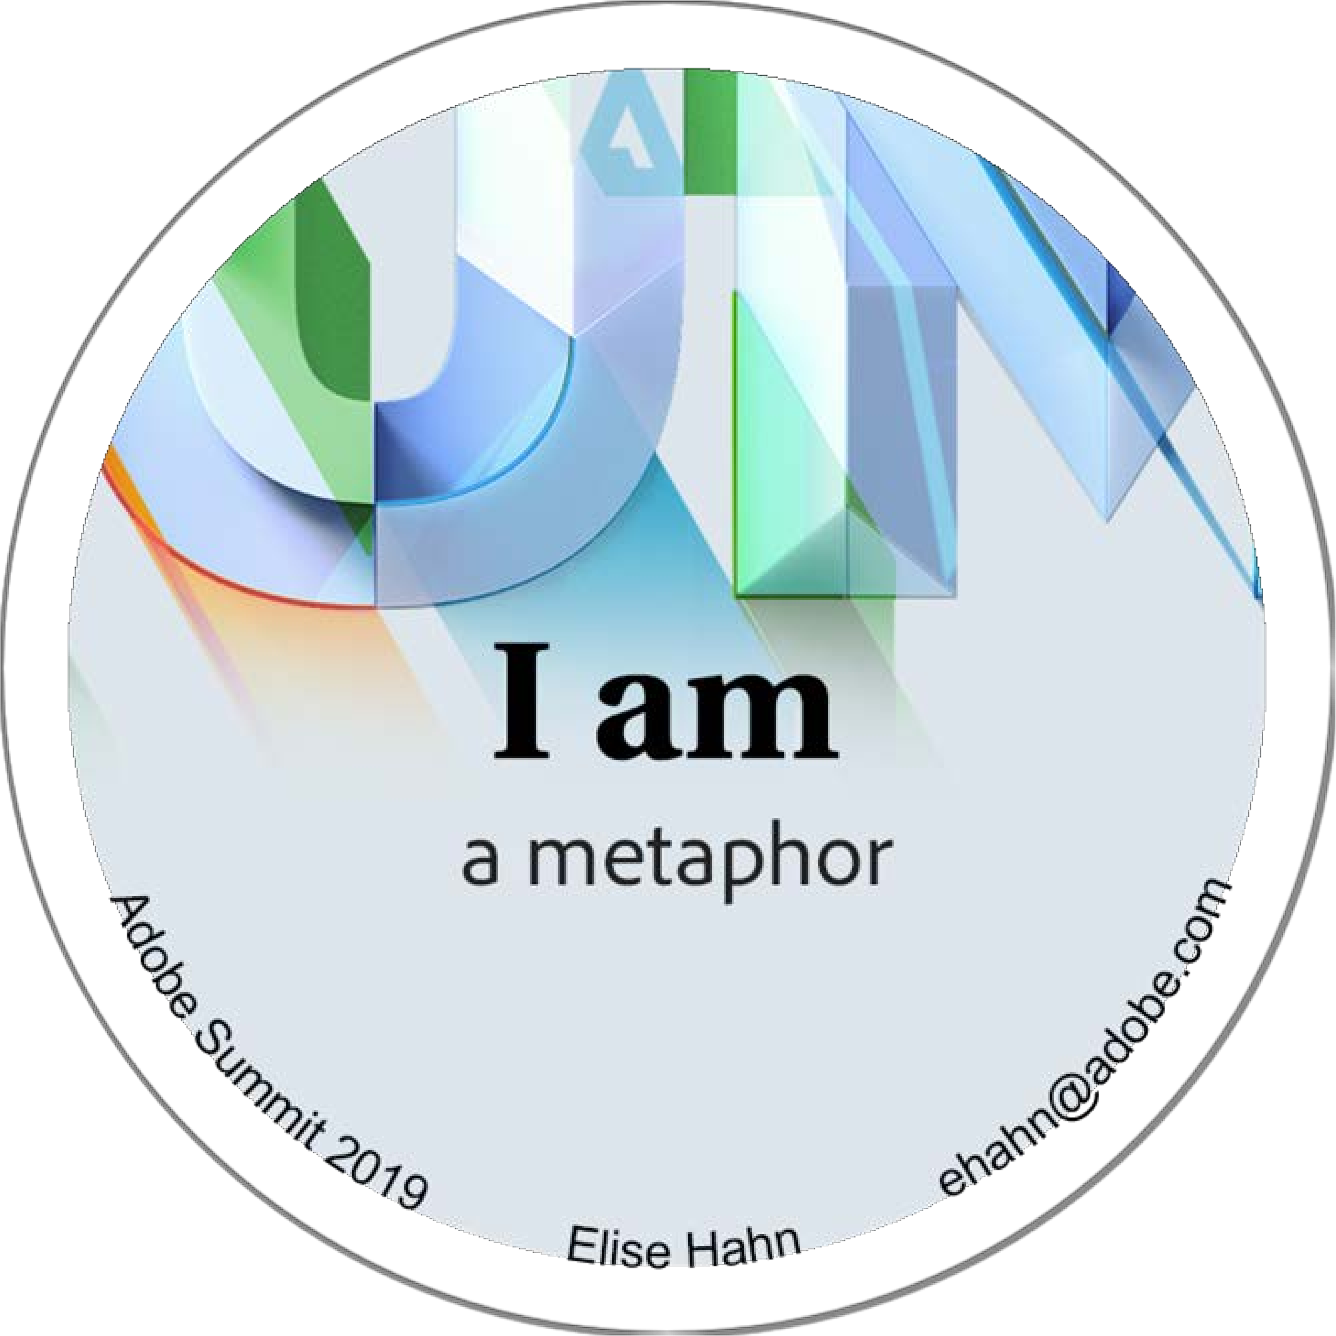 I am
a metaphor
Adobe Summit 2019
Elise Hahn
ehahn@adobe.com